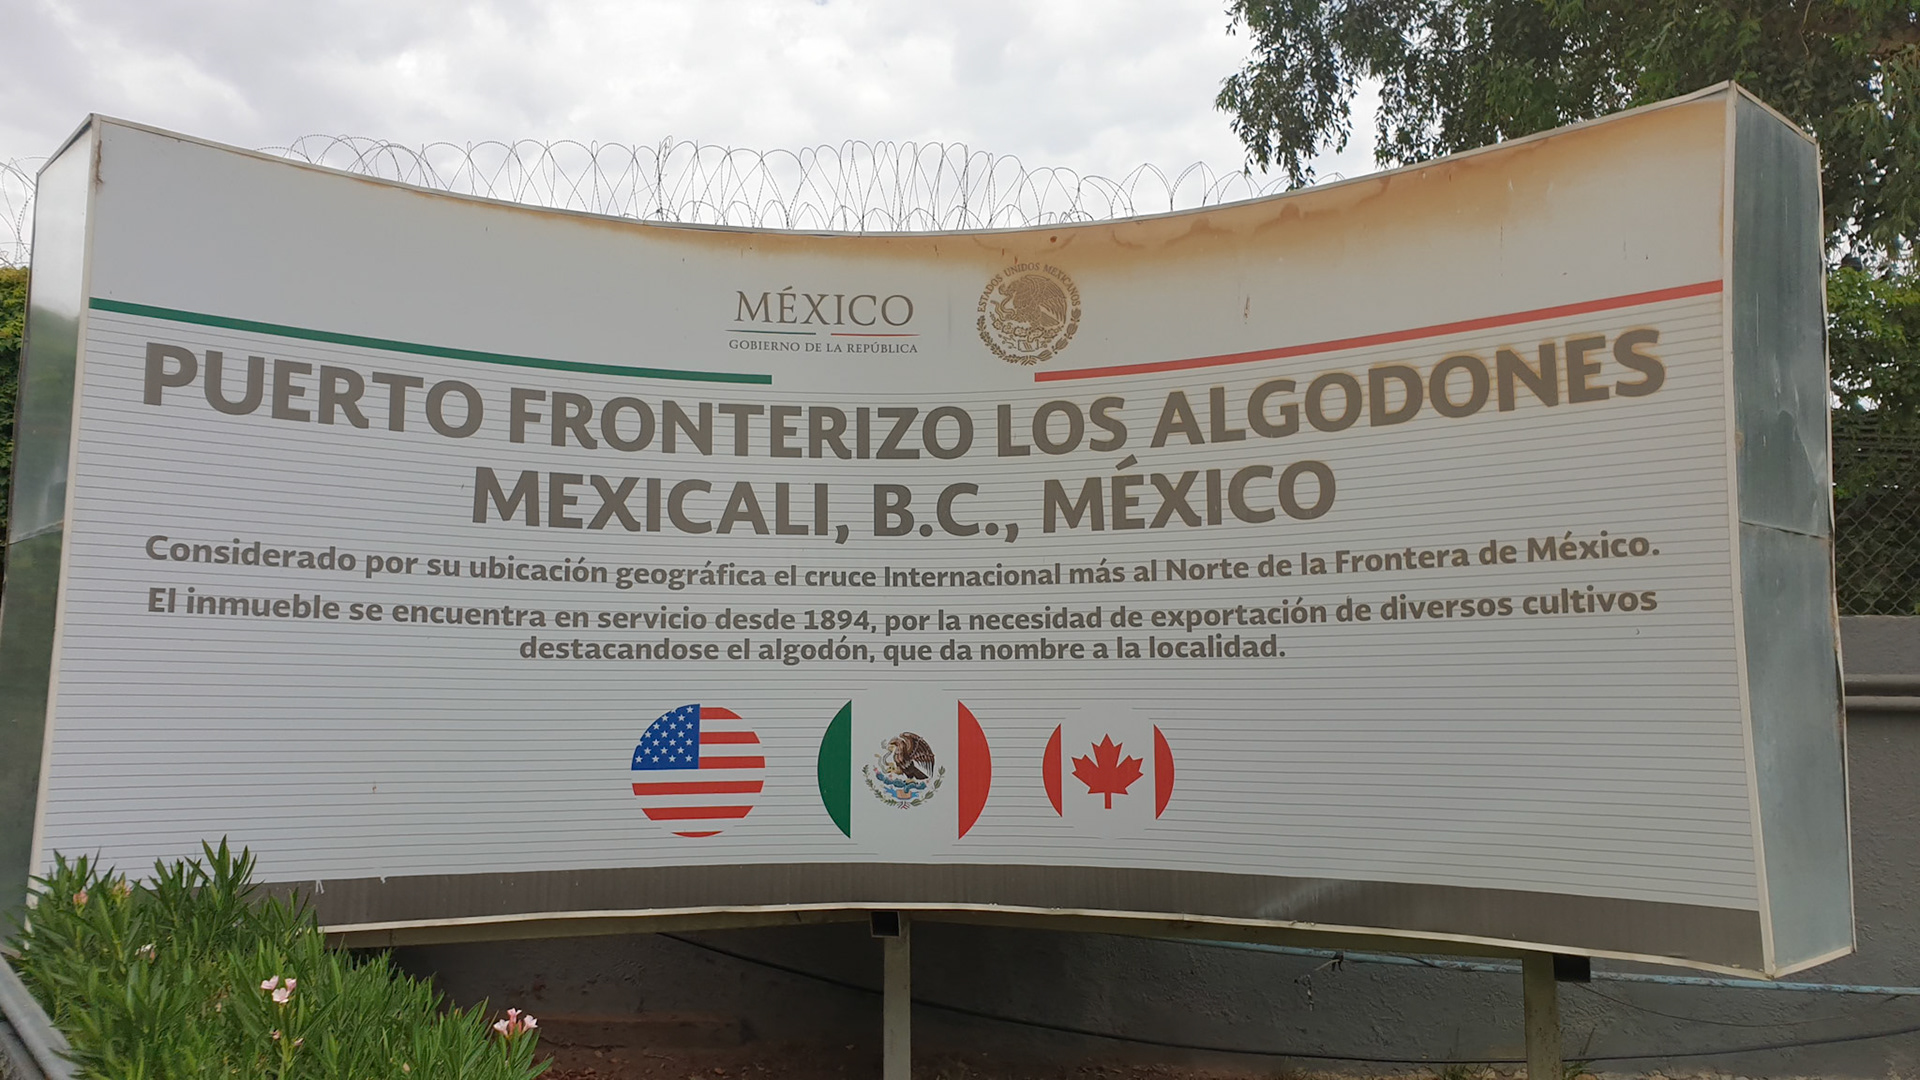 MÉXICO
GOBIERNO DE LA REPÚBLICA
ESTADOS UNIDOS MEXICANOS
PUERTO FRONTERIZO LOS ALGODONES
MEXICALI, B.C., MÉXICO
Considerado por su ubicación geográfica el cruce Internacional más al Norte de la Frontera de México.
El inmueble se encuentra en servicio desde 1894, por la necesidad de exportación de diversos cultivos
destacandose el algodón, que da nombre a la localidad.